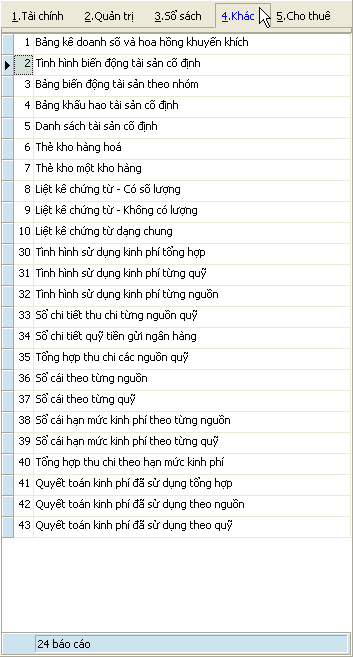 1.Tài chính 2.Quản trị 3.Sổ sách 4.Khác 5.Cho thuê
1 Bảng kê doanh số và hoa hồng khuyến khích
2 Tình hình biến động tài sản cố định
3 Bảng biến động tài sản theo nhóm
4 Bảng khấu hao tài sản cố định
5 Danh sách tài sản cố định
6 Thẻ kho hàng hoá
7 Thẻ kho một kho hàng
8 Liệt kê chứng từ - Có số lượng
9 Liệt kê chứng từ - Không có lượng
10 Liệt kê chứng từ dạng chung
30 Tình hình sử dụng kinh phí tổng hợp
31 Tình hình sử dụng kinh phí từng quỹ
32 Tình hình sử dụng kinh phí từng nguồn
33 Sổ chi tiết thu chi từng nguồn quỹ
34 Sổ chi tiết quỹ tiền gửi ngân hàng
35 Tổng hợp thu chi các nguồn quỹ
36 Sổ cái theo từng nguồn
37 Sổ cái theo từng quỹ
38 Sổ cái hạn mức kinh phí theo từng nguồn
39 Sổ cái hạn mức kinh phí theo từng quỹ
40 Tổng hợp thu chi theo hạn mức kinh phí
41 Quyết toán kinh phí đã sử dụng tổng hợp
42 Quyết toán kinh phí đã sử dụng theo nguồn
43 Quyết toán kinh phí đã sử dụng theo quỹ
24 báo cáo